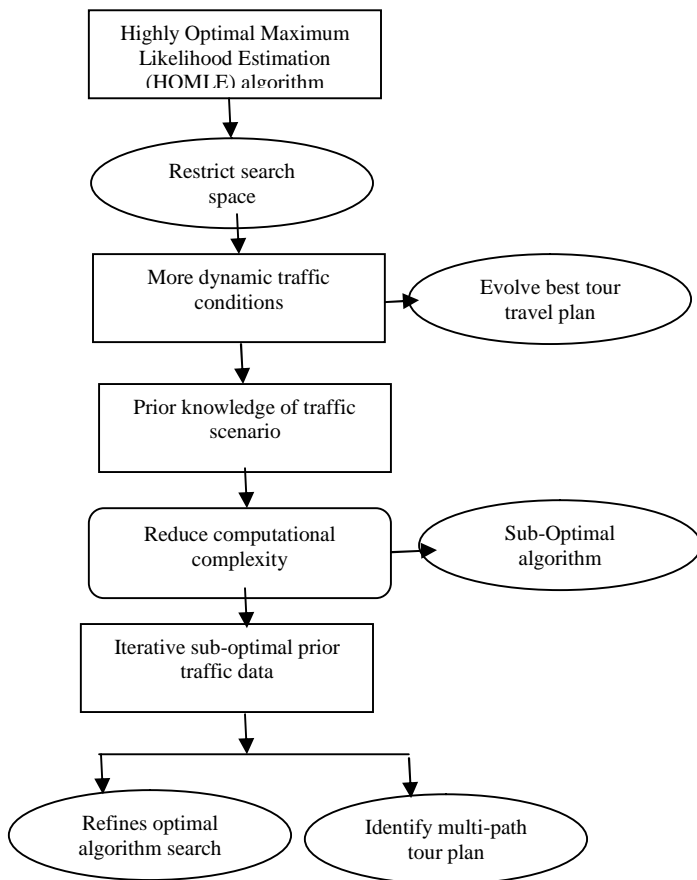 Highly Optimal Maximum
Likelihood Estimation
(HOMLE) algorithm
Restrict search
space
More dynamic traffic
conditions
Evolve best tour
travel plan
Prior knowledge of traffic
scenario
Reduce computational
complexity
Sub-Optimal
algorithm
Iterative sub-optimal prior
traffic data
Refines optimal
algorithm search
Identify multi-path
tour plan